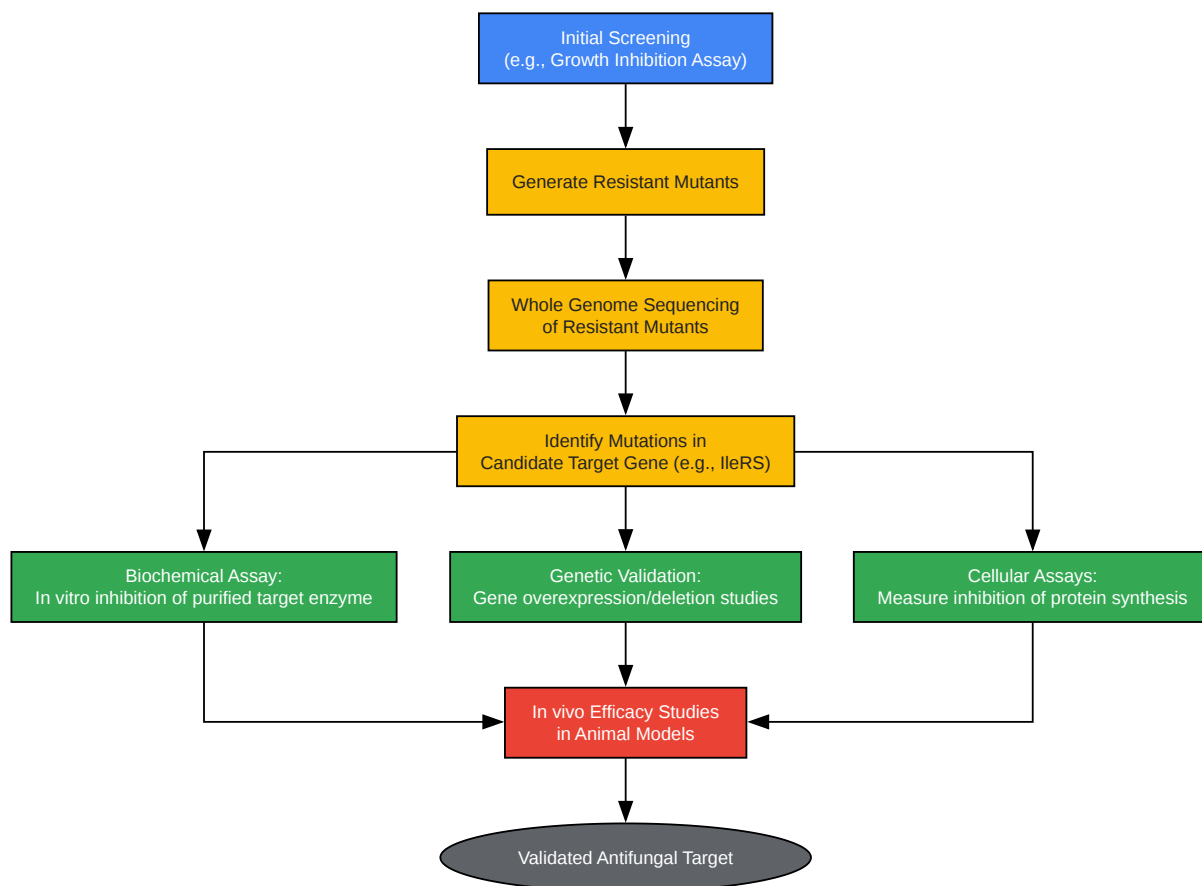 Initial Screening
(e.g., Growth Inhibition Assay)
Generate Resistant Mutants
Whole Genome Sequencing
of Resistant Mutants
Identify Mutations in
Candidate Target Gene (e.g., IleRS)
Biochemical Assay:
In vitro inhibition of purified target enzyme
Genetic Validation:
Gene overexpression/deletion studies
Cellular Assays:
Measure inhibition of protein synthesis
In vivo Efficacy Studies
in Animal Models
Validated Antifungal Target